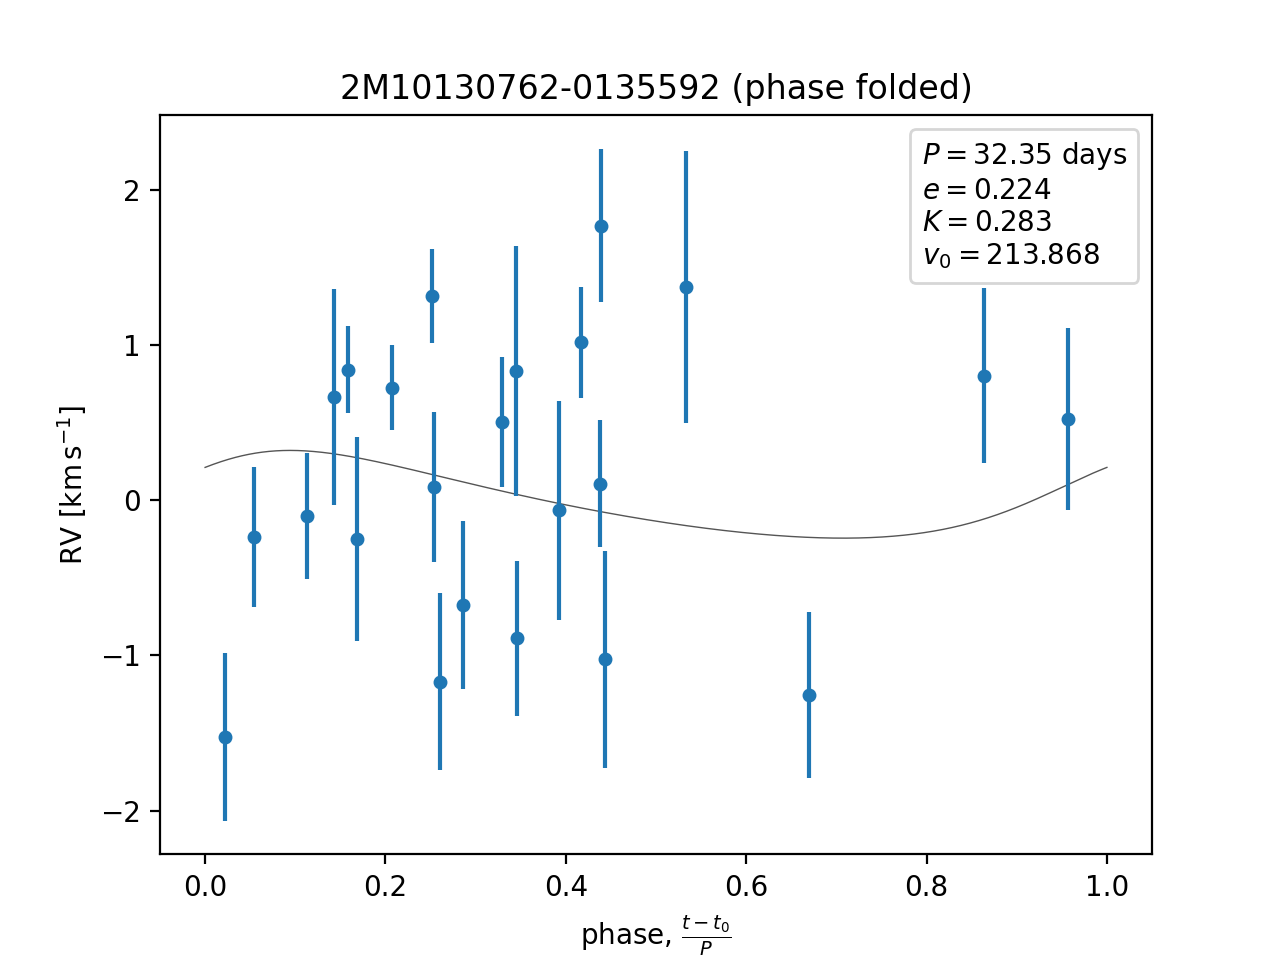 2M10130762-0135592 (phase folded)
P = 32.35 days
e = 0.224
K = 0.283
v₀ = 213.868
RV [km s⁻¹]
2
1
0
−1
−2
0.0 0.2 0.4 0.6 0.8 1.0
phase, (t − t₀)/P